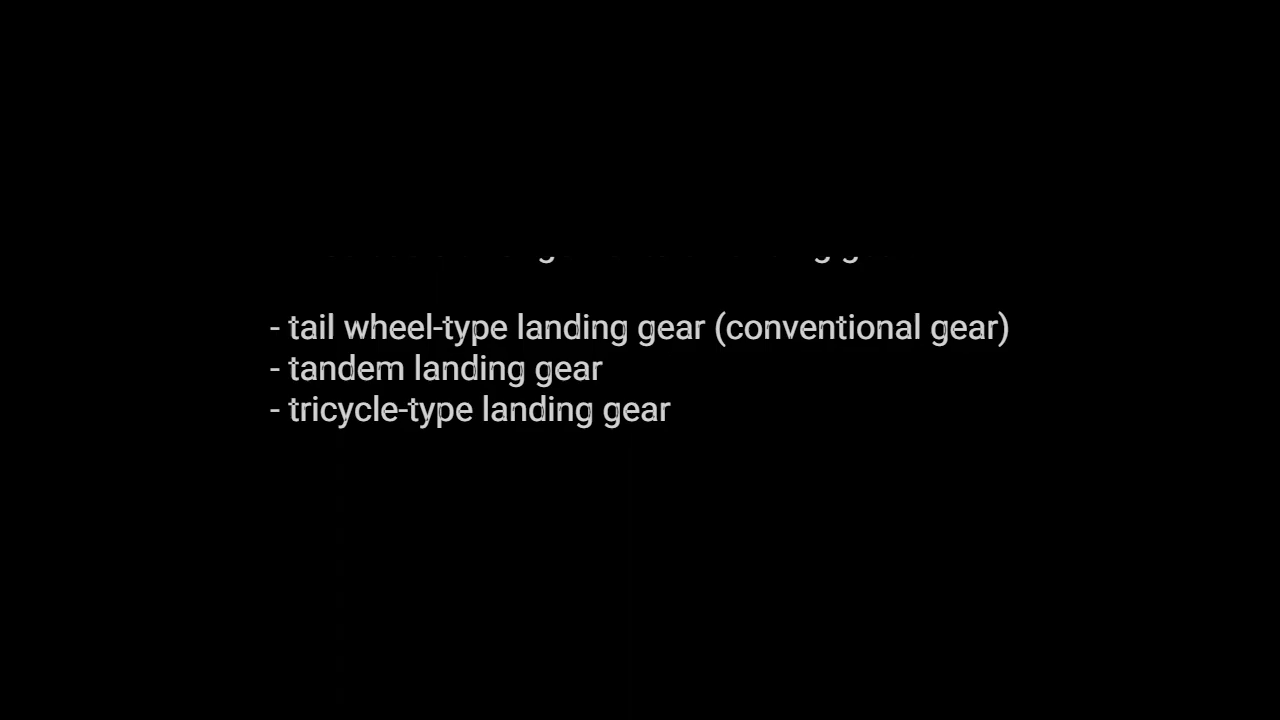 - tail wheel-type landing gear (conventional gear)
- tandem landing gear
- tricycle-type landing gear